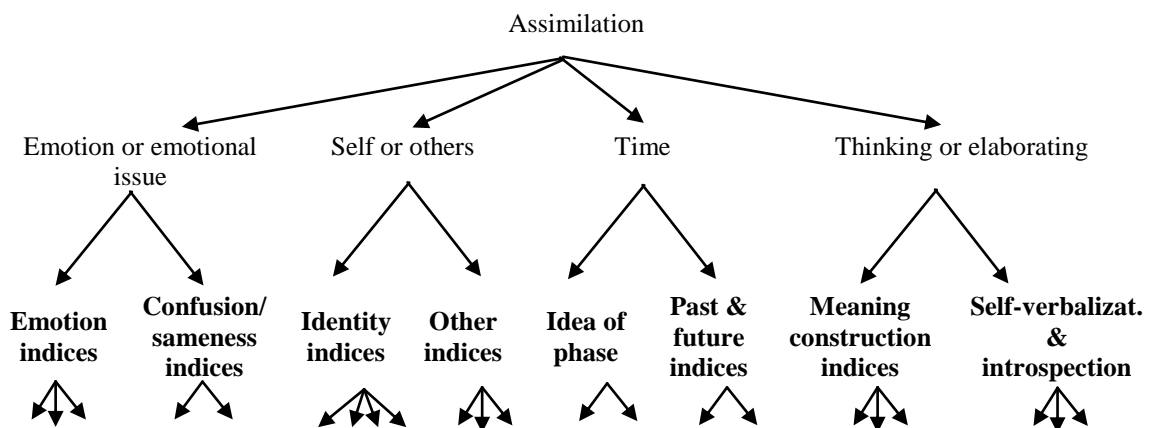 Assimilation
Emotion or emotional
issue
Self or others
Time
Thinking or elaborating
Emotion
indices
Confusion/
sameness
indices
Identity
indices
Other
indices
Idea of
phase
Past &
future
indices
Meaning
construction
indices
Self-verbalizat.
&
introspection